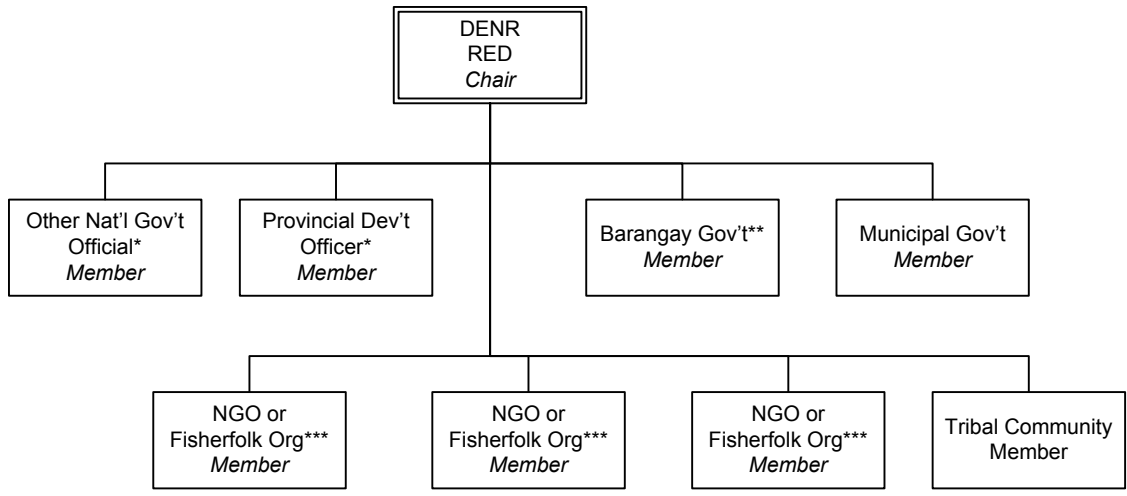 DENR
RED
Chair
Other Nat’l Gov’t
Official*
Member
Provincial Dev’t
Officer*
Member
Barangay Gov’t**
Member
Municipal Gov’t
Member
NGO or
Fisherfolk Org***
Member
NGO or
Fisherfolk Org***
Member
NGO or
Fisherfolk Org***
Member
Tribal Community
Member